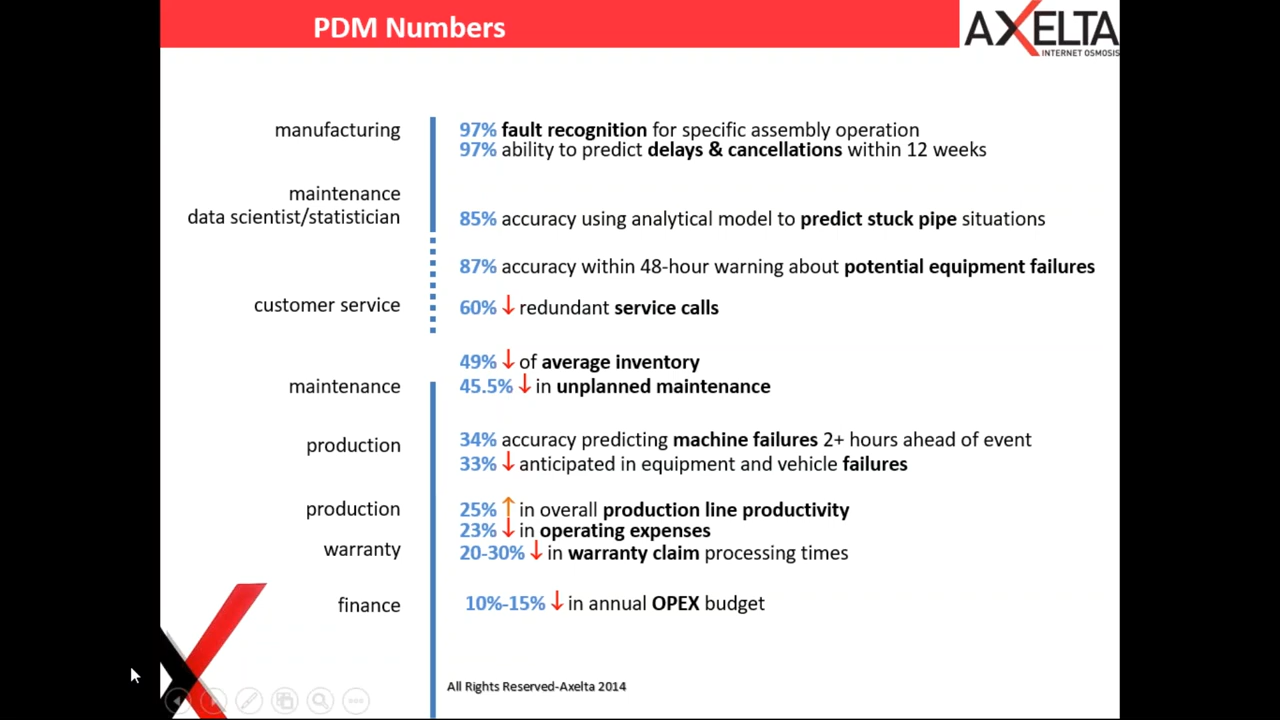 PDM Numbers
AXELTA
INTERNET OSMOSIS
manufacturing
97% fault recognition for specific assembly operation
97% ability to predict delays & cancellations within 12 weeks
maintenance
data scientist/statistician
85% accuracy using analytical model to predict stuck pipe situations
87% accuracy within 48-hour warning about potential equipment failures
customer service
60% ↓ redundant service calls
49% ↓ of average inventory
maintenance
45.5% ↓ in unplanned maintenance
production
34% accuracy predicting machine failures 2+ hours ahead of event
33% ↓ anticipated in equipment and vehicle failures
production
25% ↑ in overall production line productivity
23% ↓ in operating expenses
warranty
20-30% ↓ in warranty claim processing times
finance
10%-15% ↓ in annual OPEX budget
All Rights Reserved-Axelta 2014